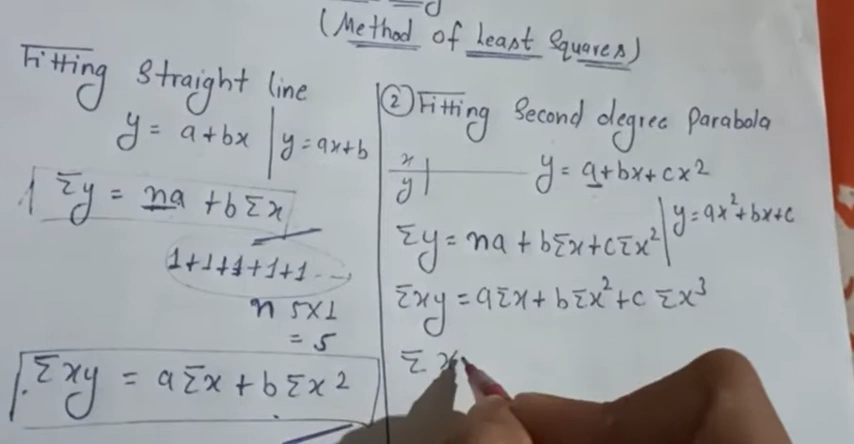 (Method of Least Squares)
Fitting Straight line
y = a+bx | y=ax+b
Σy = na + bΣx
1+1+1+1+1....
n 5x1
= 5
Σxy = aΣx + bΣx²
② Fitting Second degree Parabola
x
y
y = a+bx+cx²
y=ax²+bx+c
Σy = na + bΣx+cΣx²
Σxy = aΣx+bΣx²+c Σx³
Σx